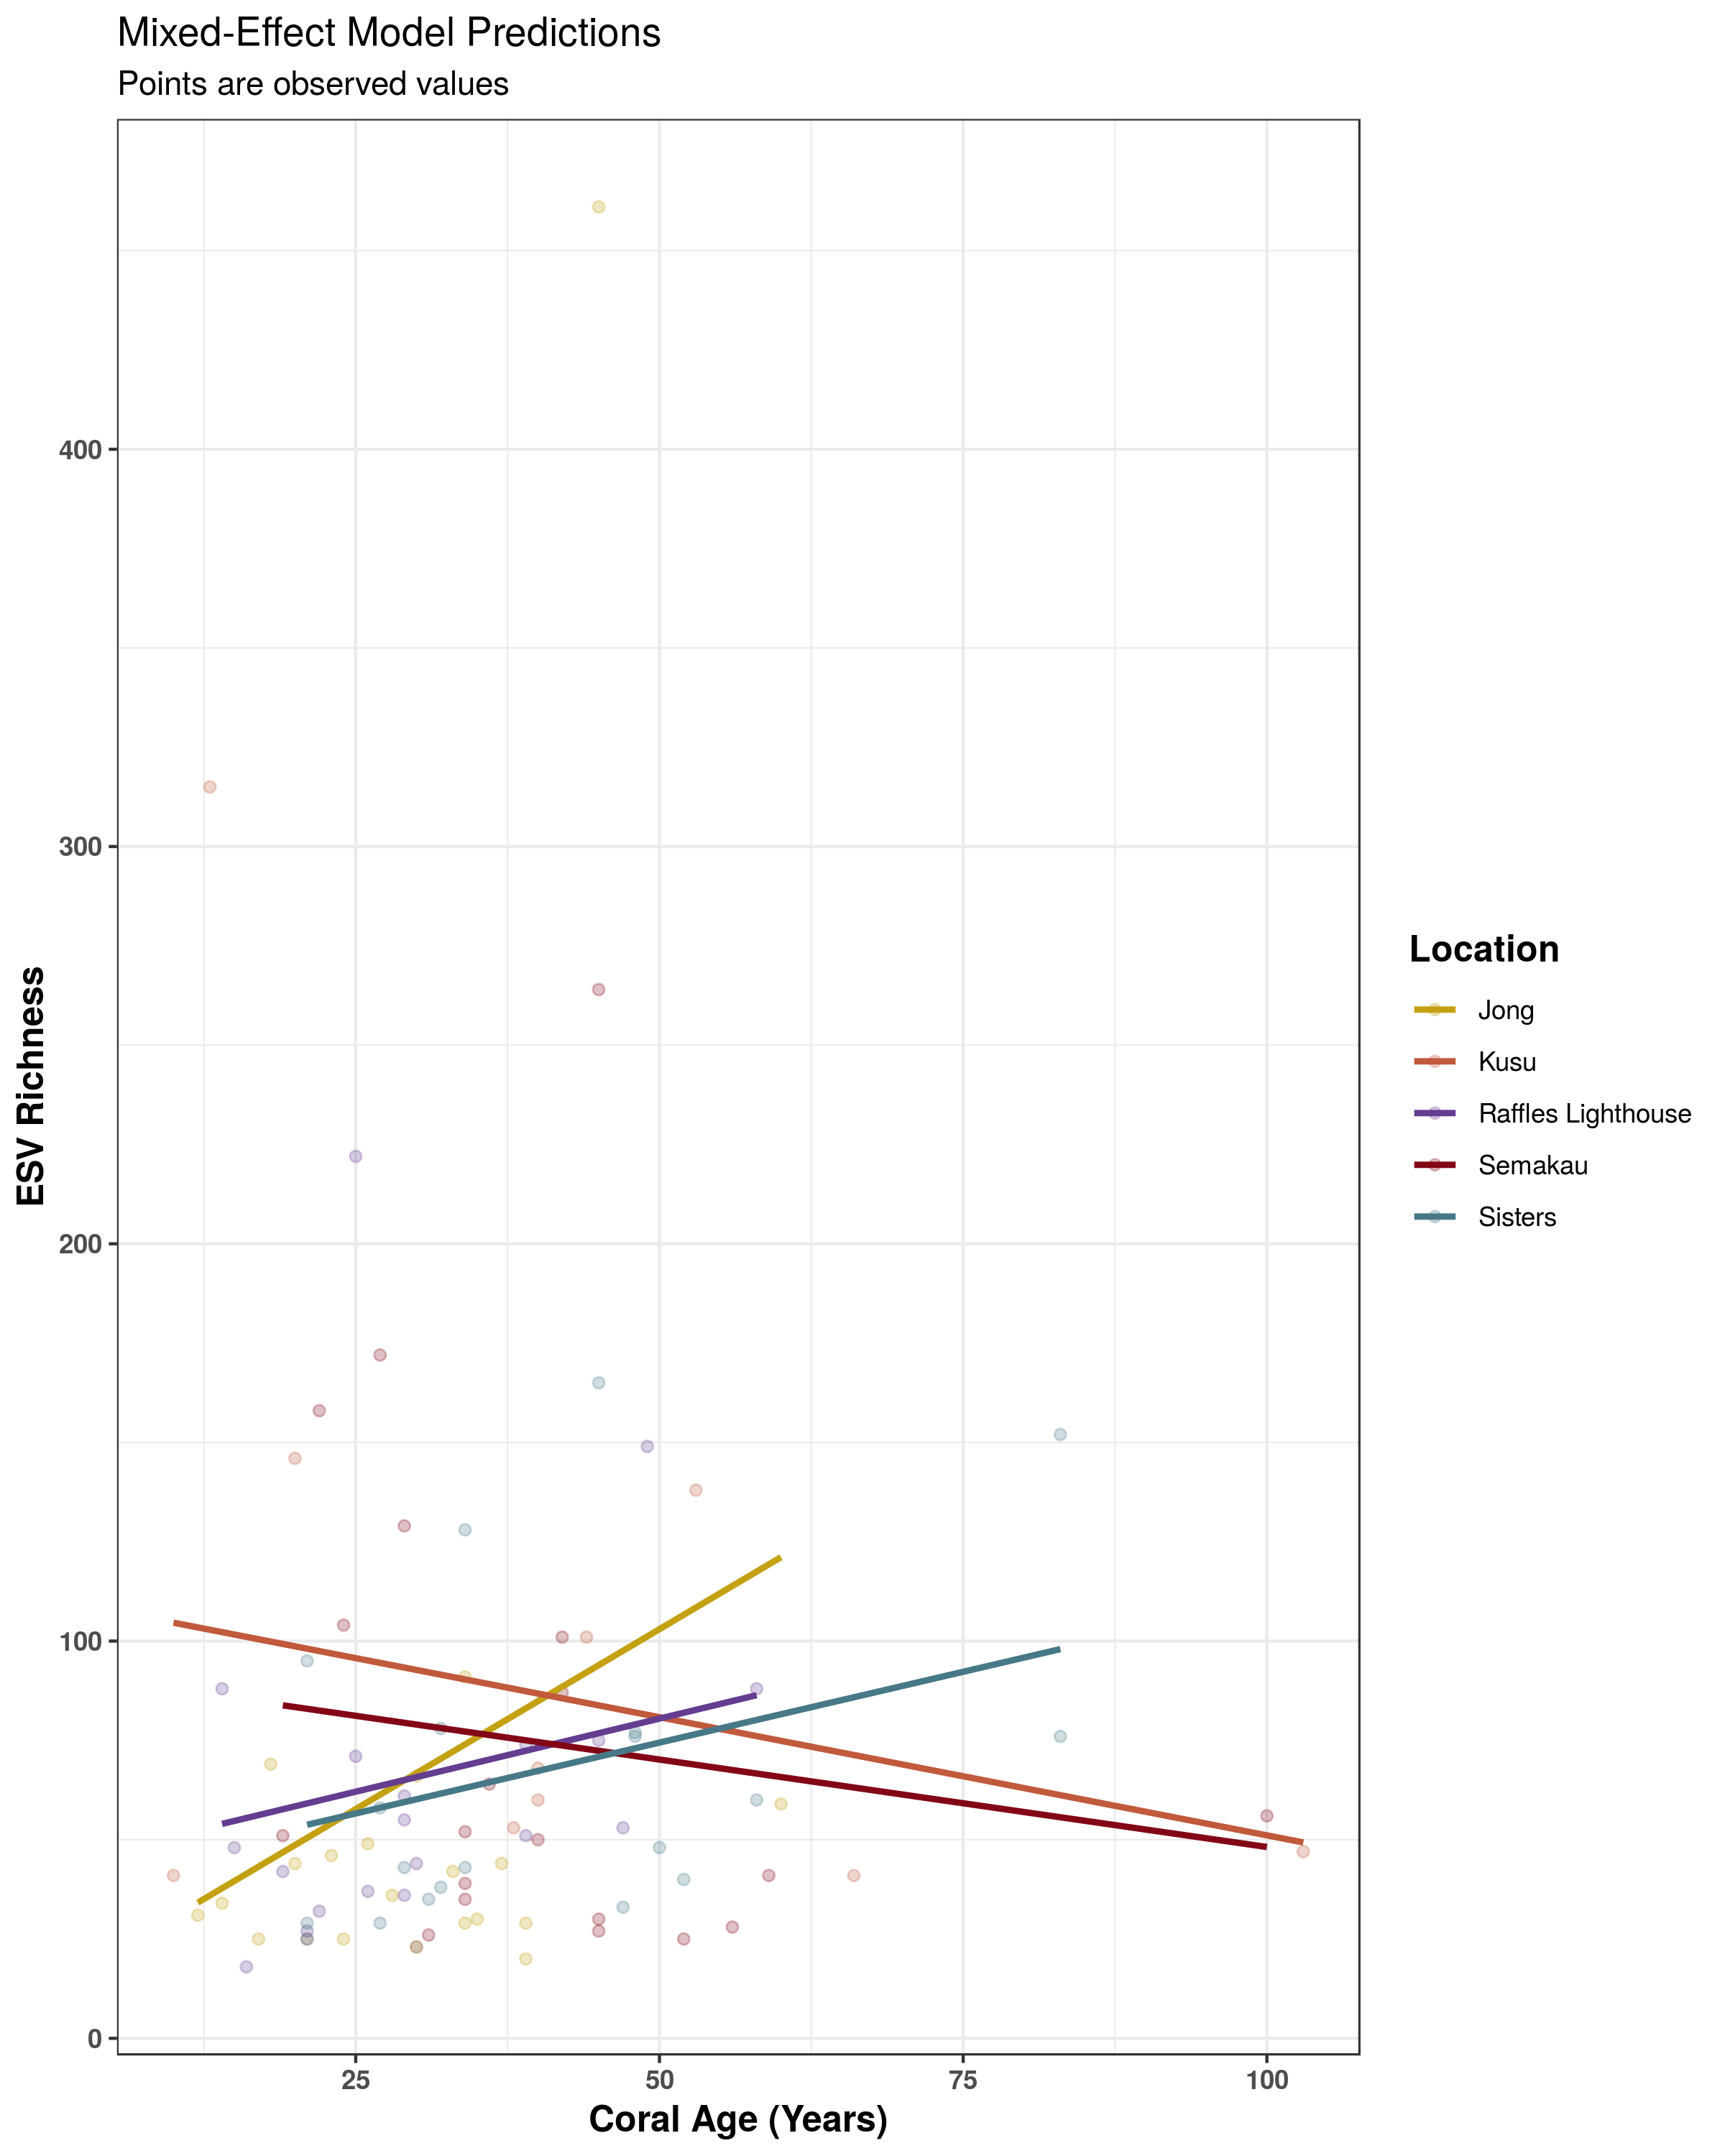 Mixed-Effect Model Predictions
Points are observed values
ESV Richness
400
300
200
100
0
25
50
75
100
Coral Age (Years)
Location
Jong
Kusu
Raffles Lighthouse
Semakau
Sisters